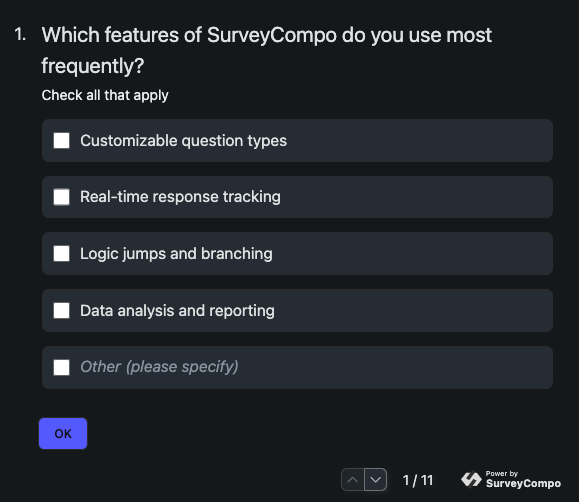 1. Which features of SurveyCompo do you use most
frequently?
Check all that apply
Customizable question types
Real-time response tracking
Logic jumps and branching
Data analysis and reporting
Other (please specify)
OK
1 / 11
Power by
SurveyCompo